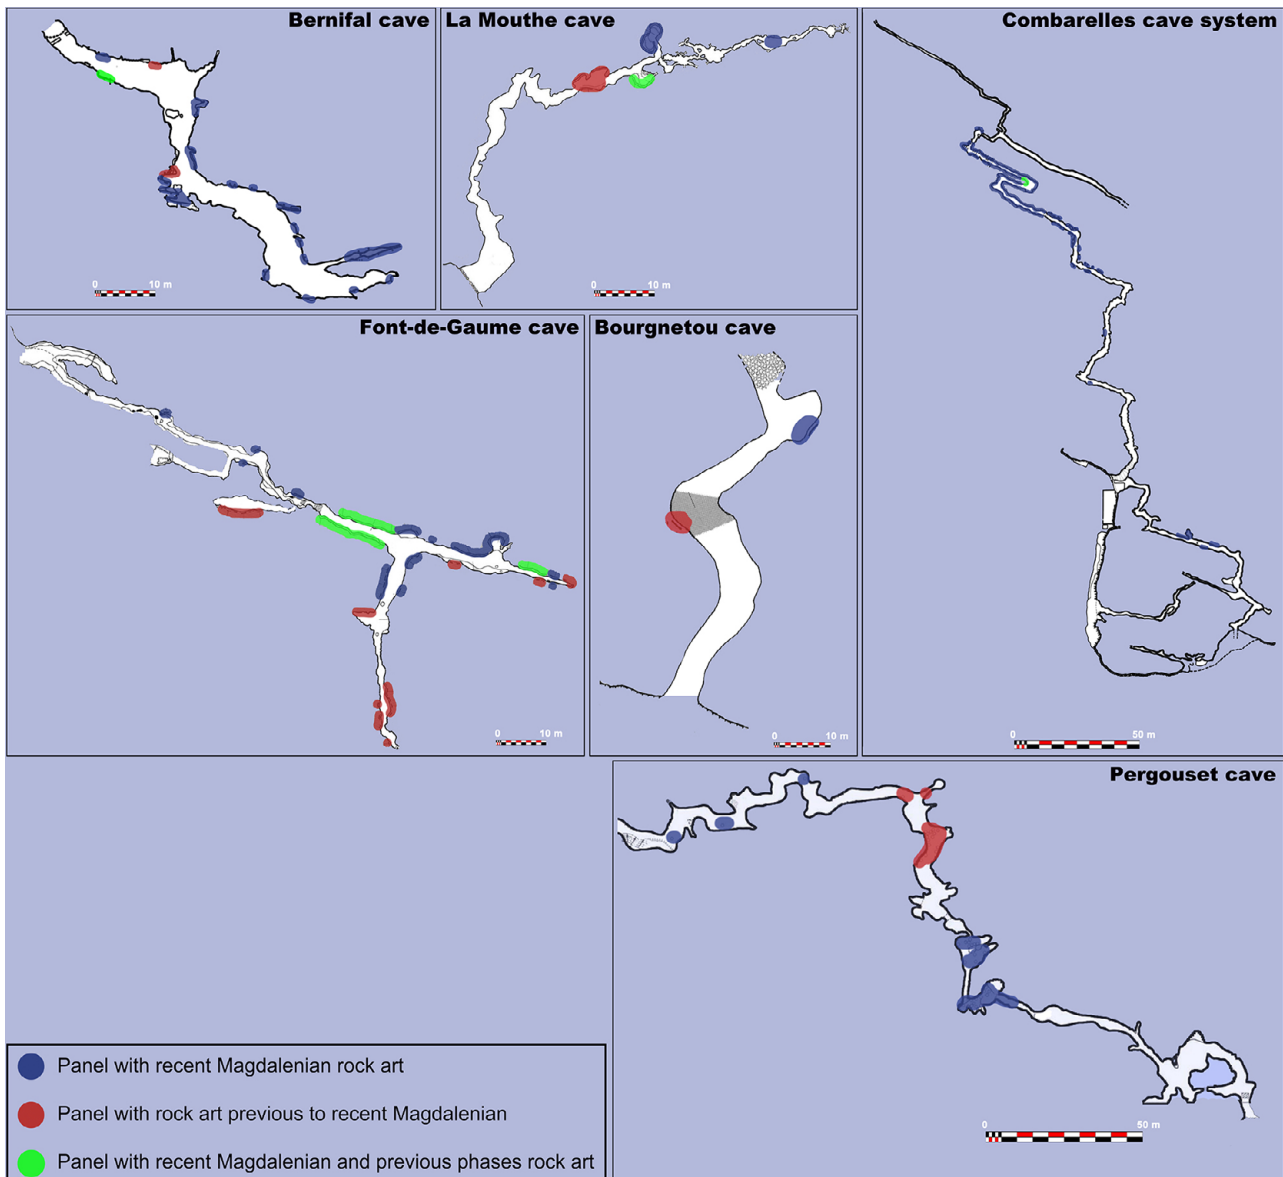 Bernifal cave
0 10 m
La Mouthe cave
0 10 m
Combarelles cave system
0 50 m
Font-de-Gaume cave
0 10 m
Bourgnetou cave
0 10 m
Pergouset cave
0 50 m
Panel with recent Magdalenian rock art
Panel with rock art previous to recent Magdalenian
Panel with recent Magdalenian and previous phases rock art